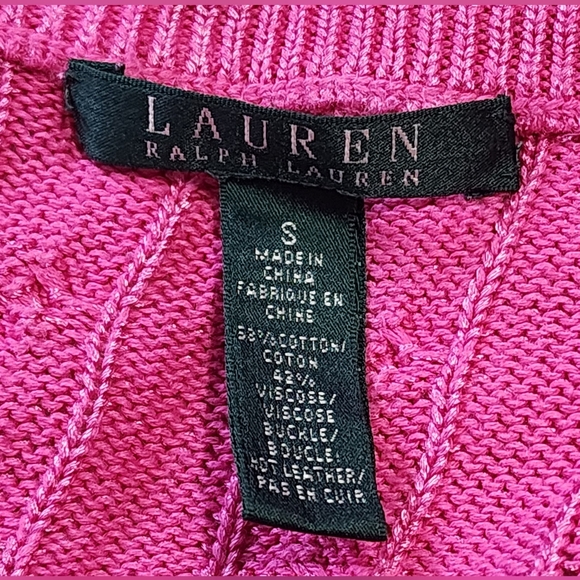 LAUREN
RALPH LAUREN
S
MADE IN
CHINA
FABRIQUE EN
CHINE
58% COTTON/
COTON
42%
VISCOSE/
VISCOSE
BUCKLE/
BOUCLE:
NOT LEATHER/
PAS EN CUIR